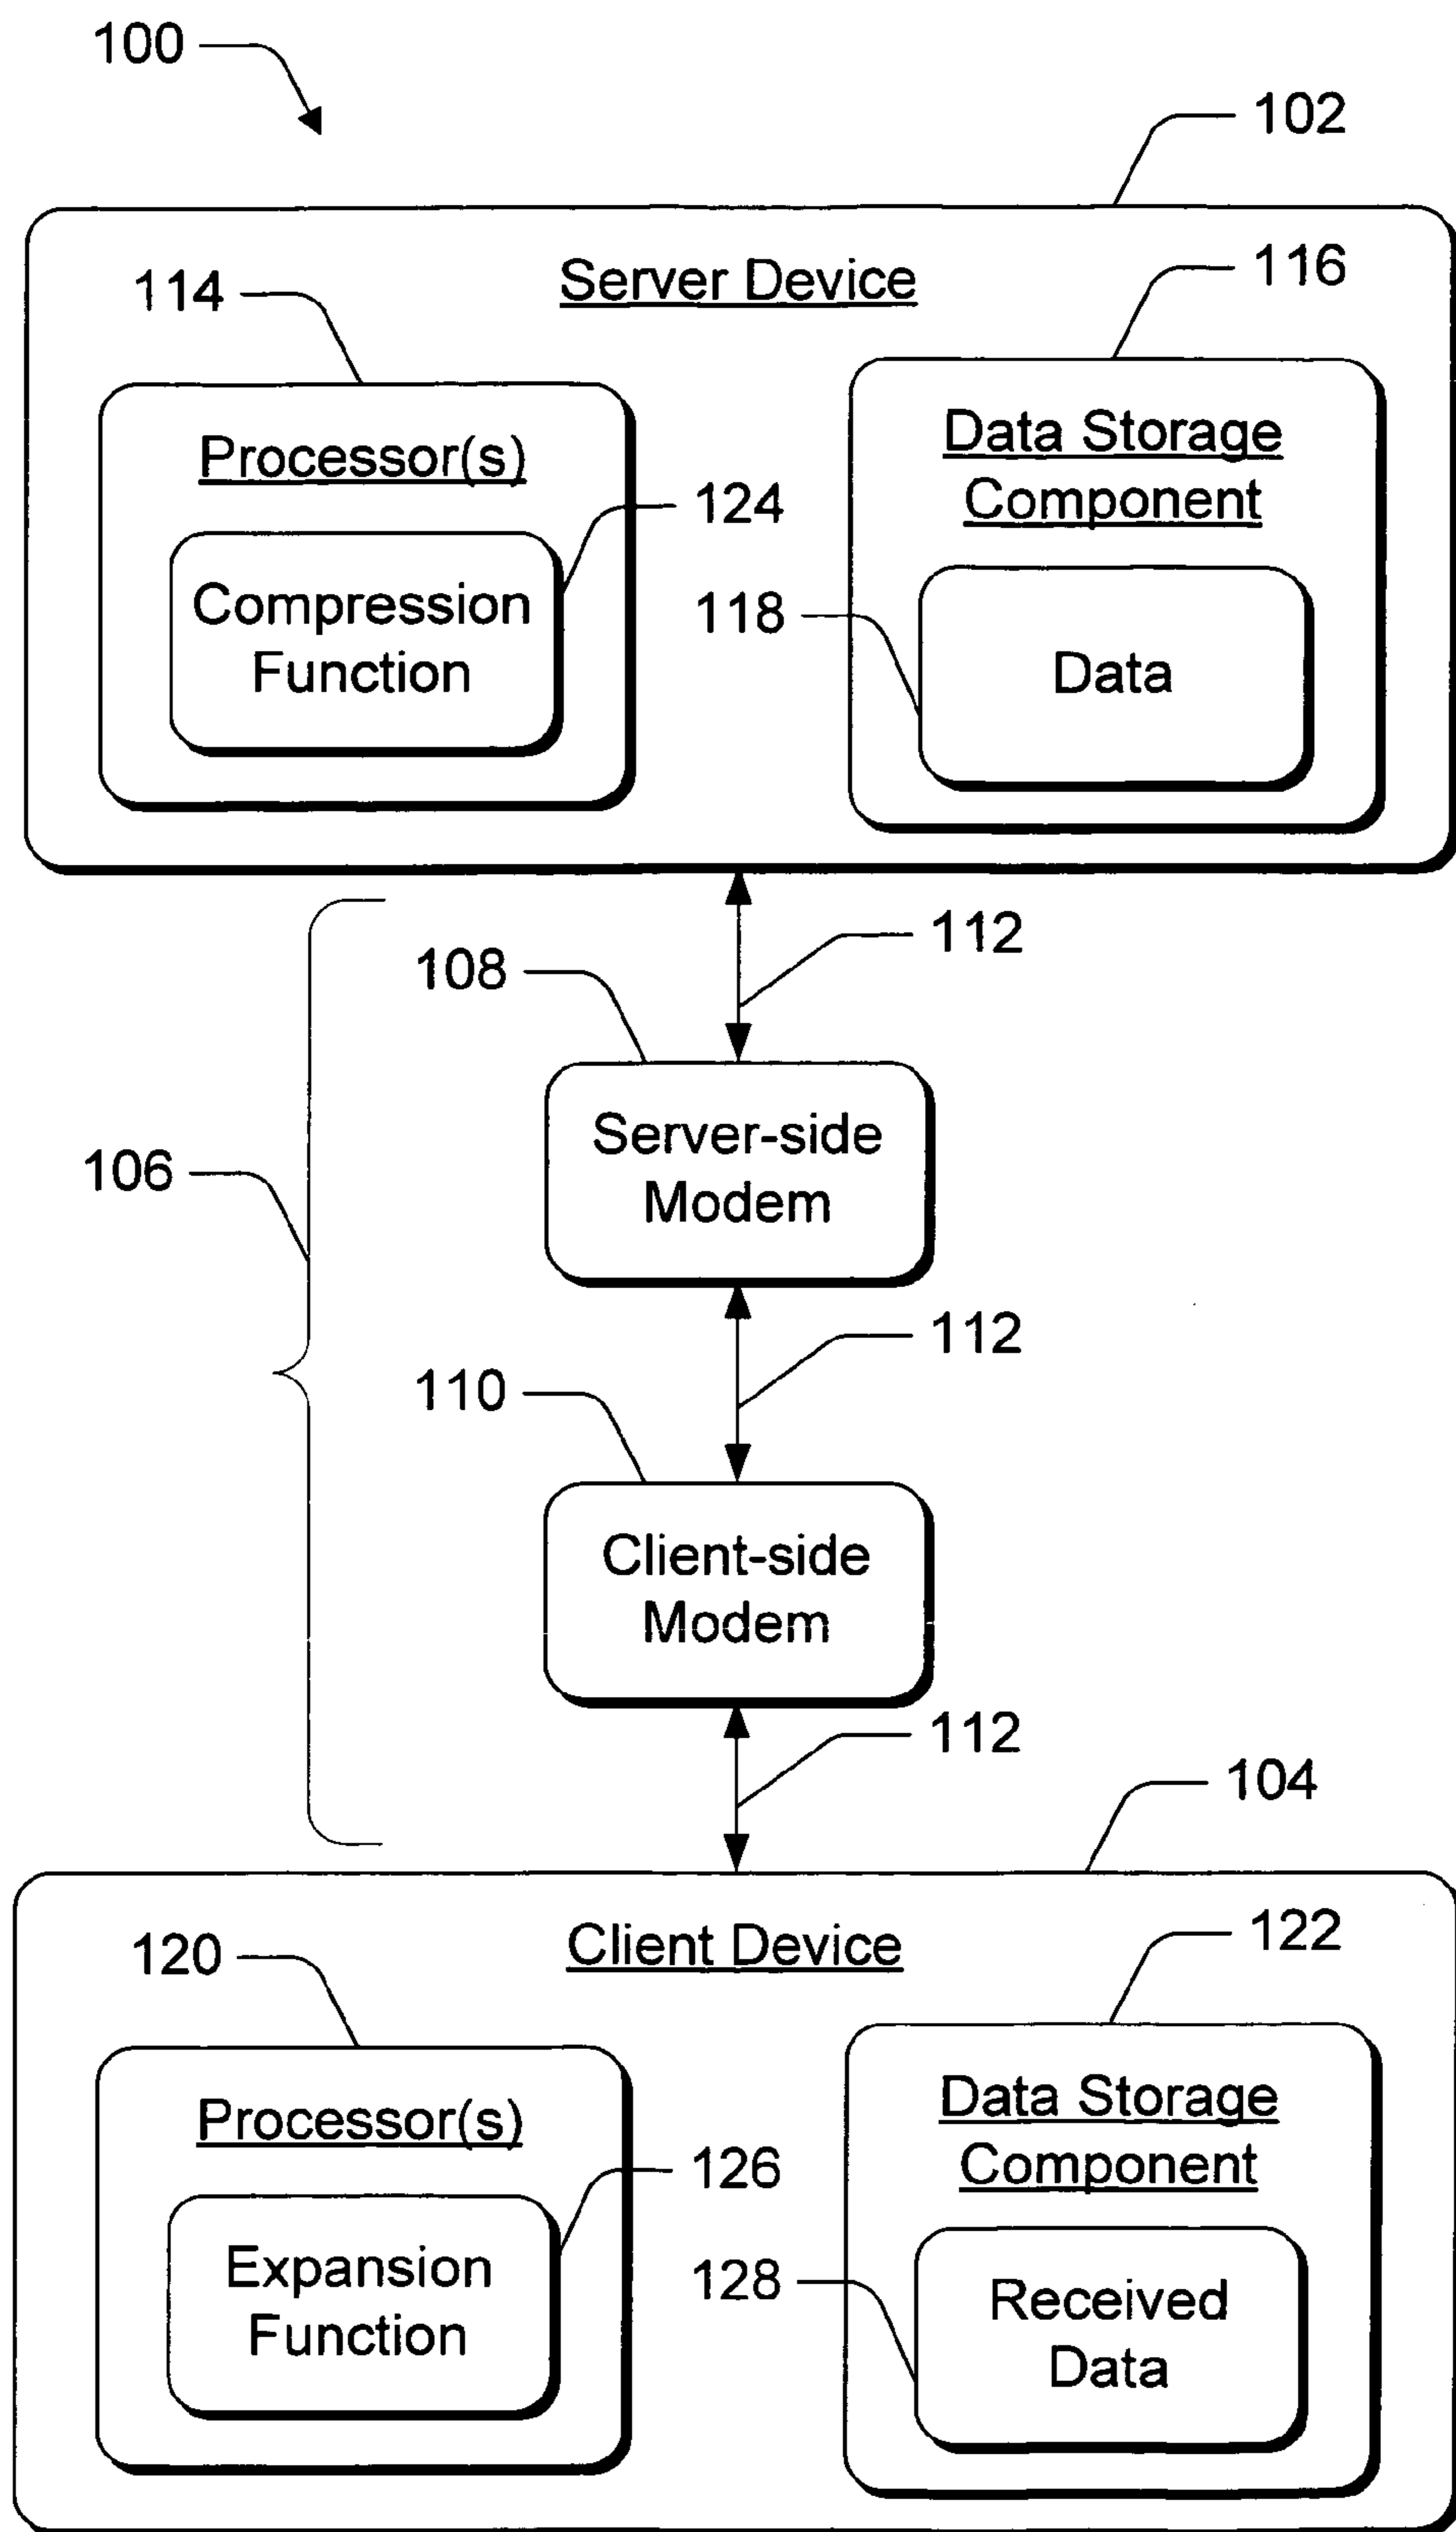 100
102
Server Device
114
116
Processor(s)
Data Storage
Component
124
Compression
Function
118
Data
112
108
Server-side
Modem
106
112
110
Client-side
Modem
112
104
Client Device
120
122
Processor(s)
Data Storage
Component
126
Expansion
Function
128
Received
Data